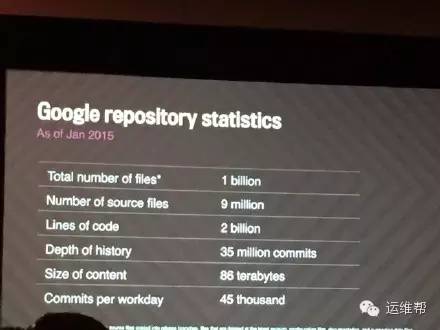 Google repository statistics
As of Jan 2015
Total number of files* 1 billion
Number of source files 9 million
Lines of code 2 billion
Depth of history 35 million commits
Size of content 86 terabytes
Commits per workday 45 thousand
运维帮